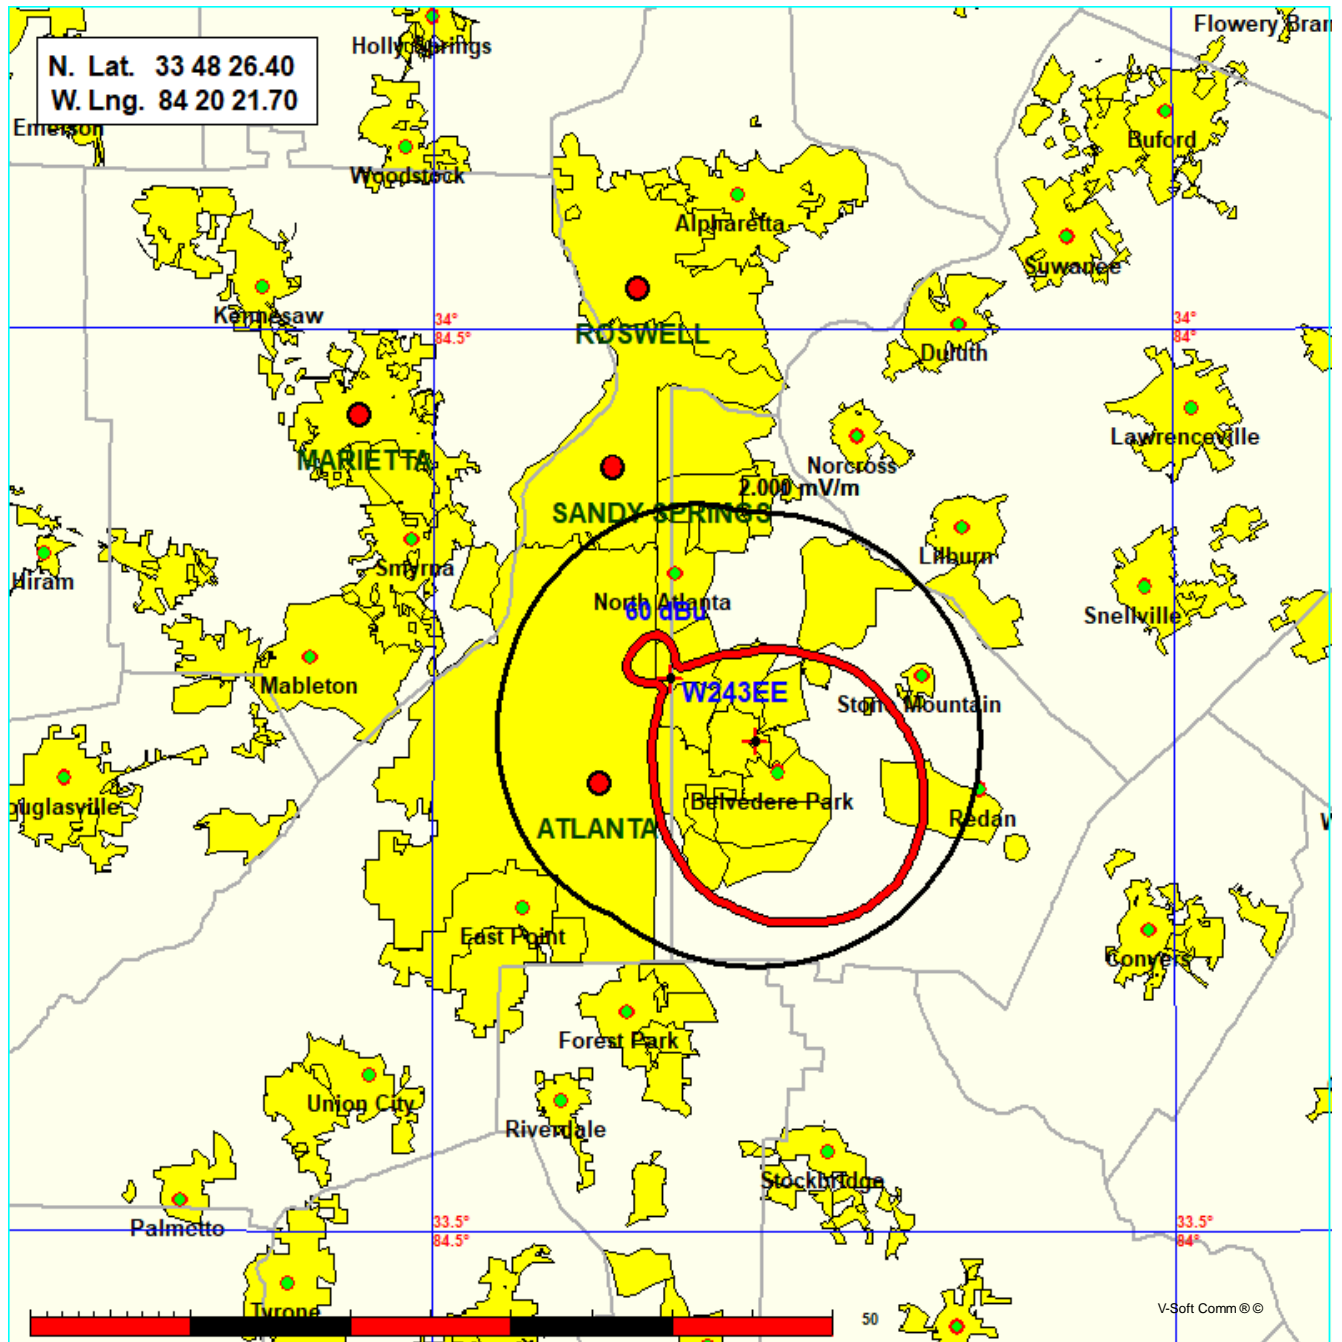 Flowery Bran
Holly Springs
N. Lat. 33 48 26.40
W. Lng. 84 20 21.70
Emerson
Buford
Woodstock
Alpharetta
Suwanee
Kennesaw
34°
84.5°
34°
84°
ROSWELL
Duluth
Lawrenceville
MARIETTA
Norcross
2.000 mV/m
SANDY SPRINGS
Lilburn
Smyrna
Hiram
North Atlanta
60 dBu
Snellville
Mableton
W243EE
Stone Mountain
Belvedere Park
ouglasville
Redan
ATLANTA
East Point
Conyers
Forest Park
Union City
Riverdale
Stockbridge
Palmetto
33.5°
84.5°
33.5°
84°
Tyrone
50
V-Soft Comm ® ©